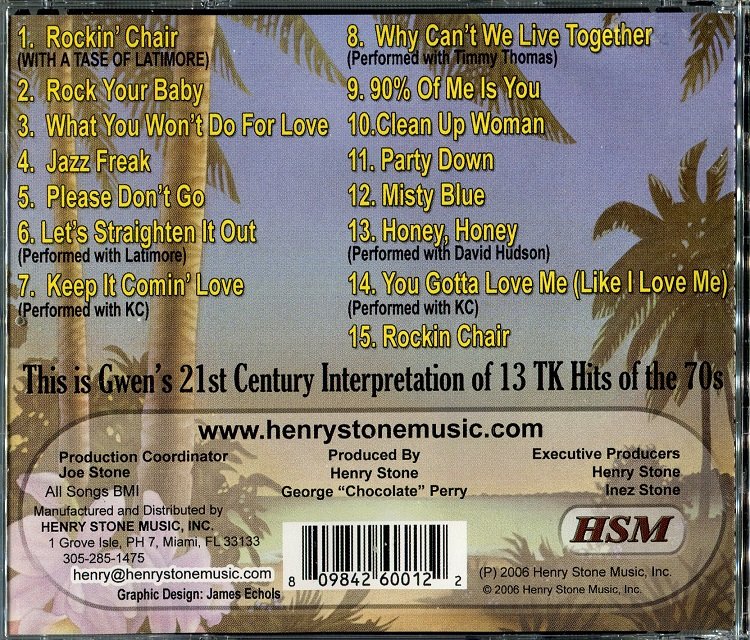 1. Rockin' Chair
(WITH A TASE OF LATIMORE)
2. Rock Your Baby
3. What You Won't Do For Love
4. Jazz Freak
5. Please Don't Go
6. Let's Straighten It Out
(Performed with Latimore)
7. Keep It Comin' Love
(Performed with KC)
8. Why Can't We Live Together
(Performed with Timmy Thomas)
9. 90% Of Me Is You
10.Clean Up Woman
11. Party Down
12. Misty Blue
13. Honey, Honey
(Performed with David Hudson)
14. You Gotta Love Me (Like I Love Me)
(Performed with KC)
15. Rockin Chair
This is Gwen's 21st Century Interpretation of 13 TK Hits of the 70s
www.henrystonemusic.com
Production Coordinator
Joe Stone
All Songs BMI
Manufactured and Distributed by
HENRY STONE MUSIC, INC.
1 Grove Isle, PH 7, Miami, FL 33133
305-285-1475
henry@henrystonemusic.com
Graphic Design: James Echols
Produced By
Henry Stone
George "Chocolate" Perry
8 09842 60012 2
Executive Producers
Henry Stone
Inez Stone
HSM
(P) 2006 Henry Stone Music, Inc.
© 2006 Henry Stone Music, Inc.